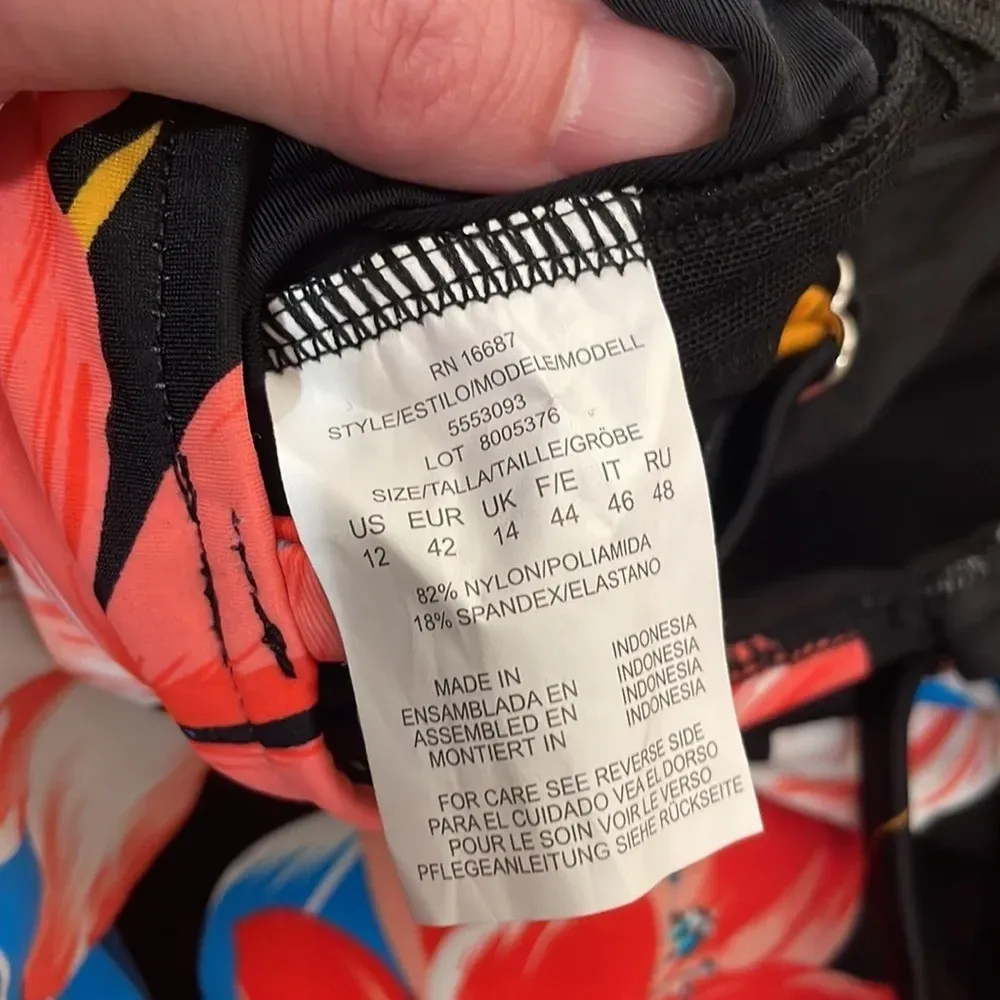 RN 16687
STYLE/ESTILO/MODELE/MODELL
5553093
LOT 8005376
SIZE/TALLA/TAILLE/GRÖBE
US EUR UK F/E IT RU
12 42 14 44 46 48
82% NYLON/POLIAMIDA
18% SPANDEX/ELASTANO
MADE IN INDONESIA
ENSAMBLADA EN INDONESIA
ASSEMBLED EN INDONESIA
MONTIERT IN INDONESIA
FOR CARE SEE REVERSE SIDE
PARA EL CUIDADO VEA EL DORSO
POUR LE SOIN VOIR LE VERSO
PFLEGEANLEITUNG SIEHE RÜCKSEITE